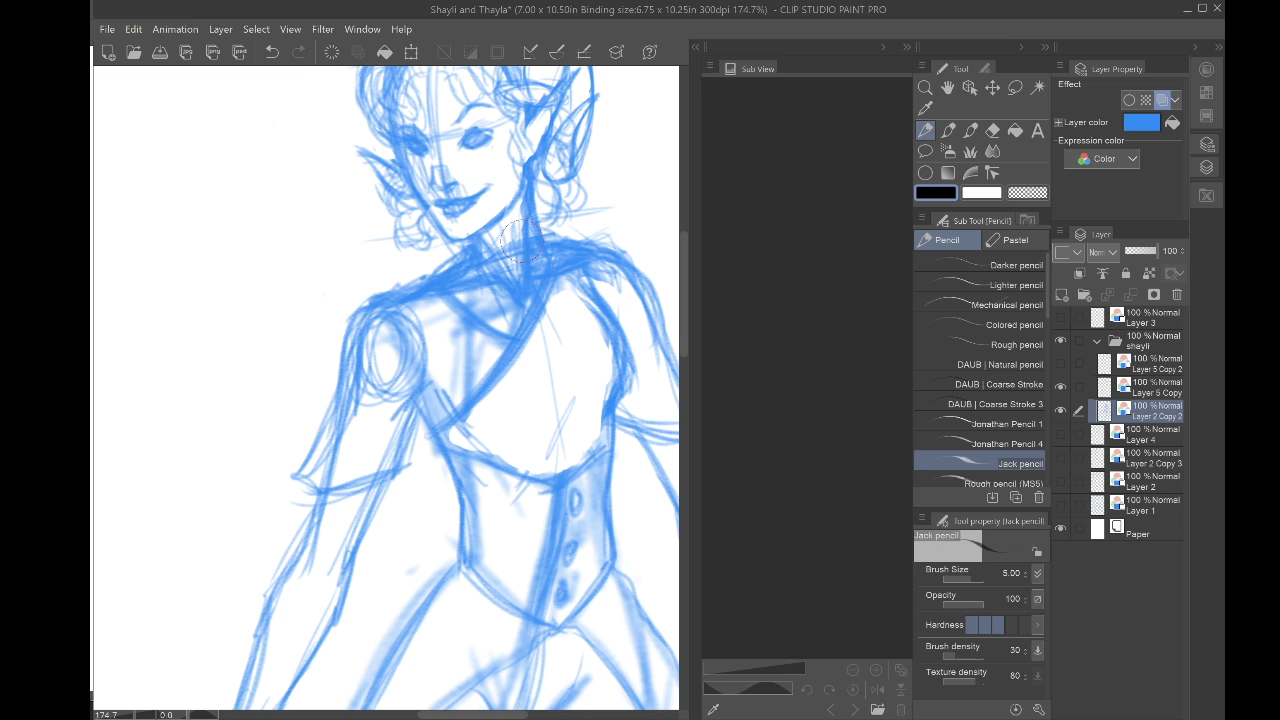 Shayli and Thayla* (7.00 x 10.50in Binding size:6.75 x 10.25in 300dpi 174.7%) - CLIP STUDIO PAINT PRO
File Edit Animation Layer Select View Filter Window Help
Sub View
Tool
Layer Property
Effect
Layer color
Expression color
Color
Sub Tool [Pencil]
Pencil
Pastel
Darker pencil
Lighter pencil
Mechanical pencil
Colored pencil
Rough pencil
DAUB | Natural pencil
DAUB | Coarse Stroke
DAUB | Coarse Stroke 3
Jonathan Pencil 1
Jonathan Pencil 4
Jack pencil
Rough pencil (MS5)
Tool property [Jack pencil]
Jack pencil
Brush Size 5.00
Opacity 100
Hardness
Brush density 30
Texture density 80
Layer
Norm 100
100 % Normal
Layer 3
100 % Normal
shayli
100 % Normal
Layer 5 Copy 2
100 % Normal
Layer 5 Copy
100 % Normal
Layer 2 Copy 2
100 % Normal
Layer 4
100 % Normal
Layer 2 Copy 3
100 % Normal
Layer 2
100 % Normal
Layer 1
Paper
174.7 0.0